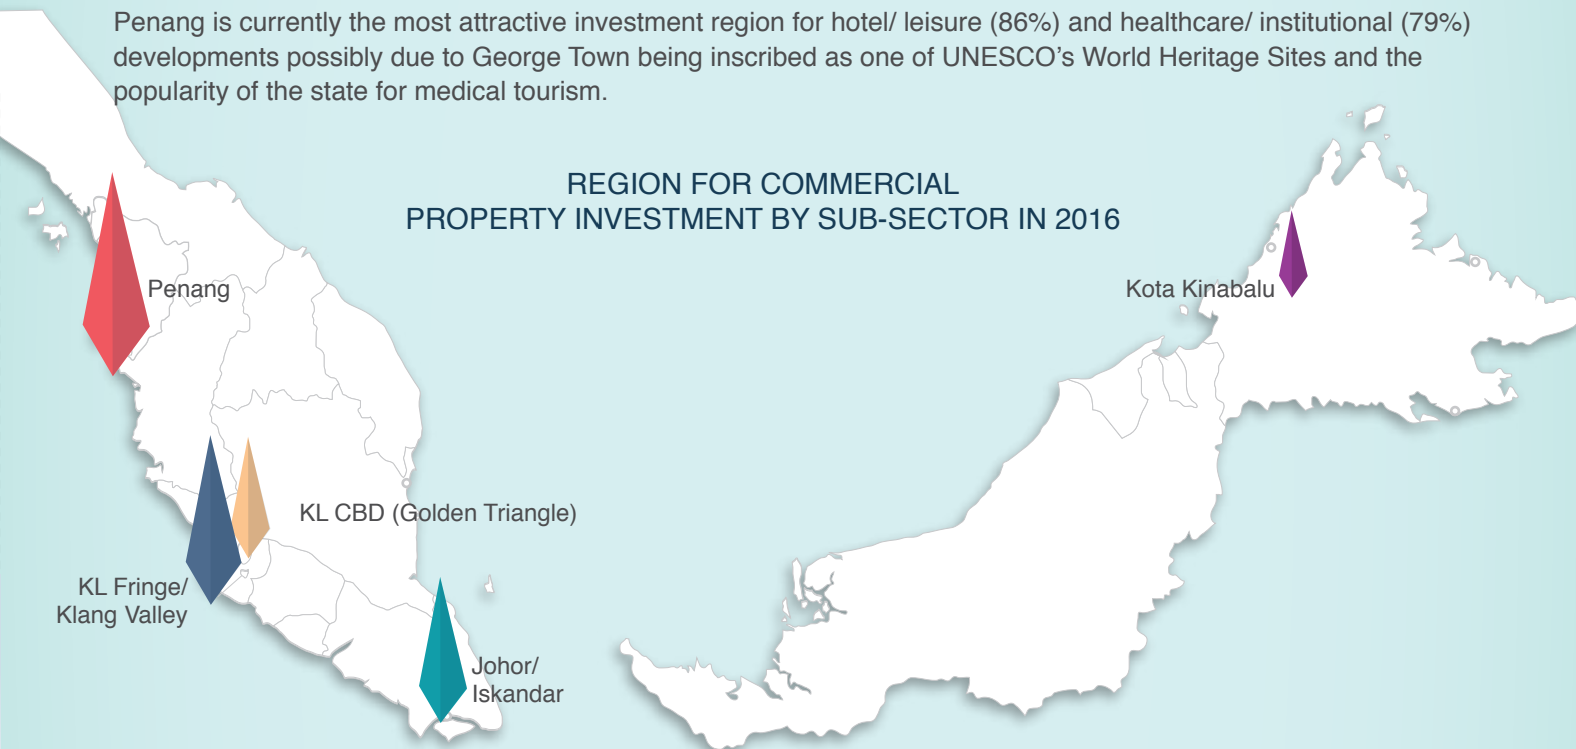 Penang is currently the most attractive investment region for hotel/ leisure (86%) and healthcare/ institutional (79%)
developments possibly due to George Town being inscribed as one of UNESCO’s World Heritage Sites and the
popularity of the state for medical tourism.
REGION FOR COMMERCIAL
PROPERTY INVESTMENT BY SUB-SECTOR IN 2016
Penang
Kota Kinabalu
KL CBD (Golden Triangle)
KL Fringe/
Klang Valley
Johor/
Iskandar